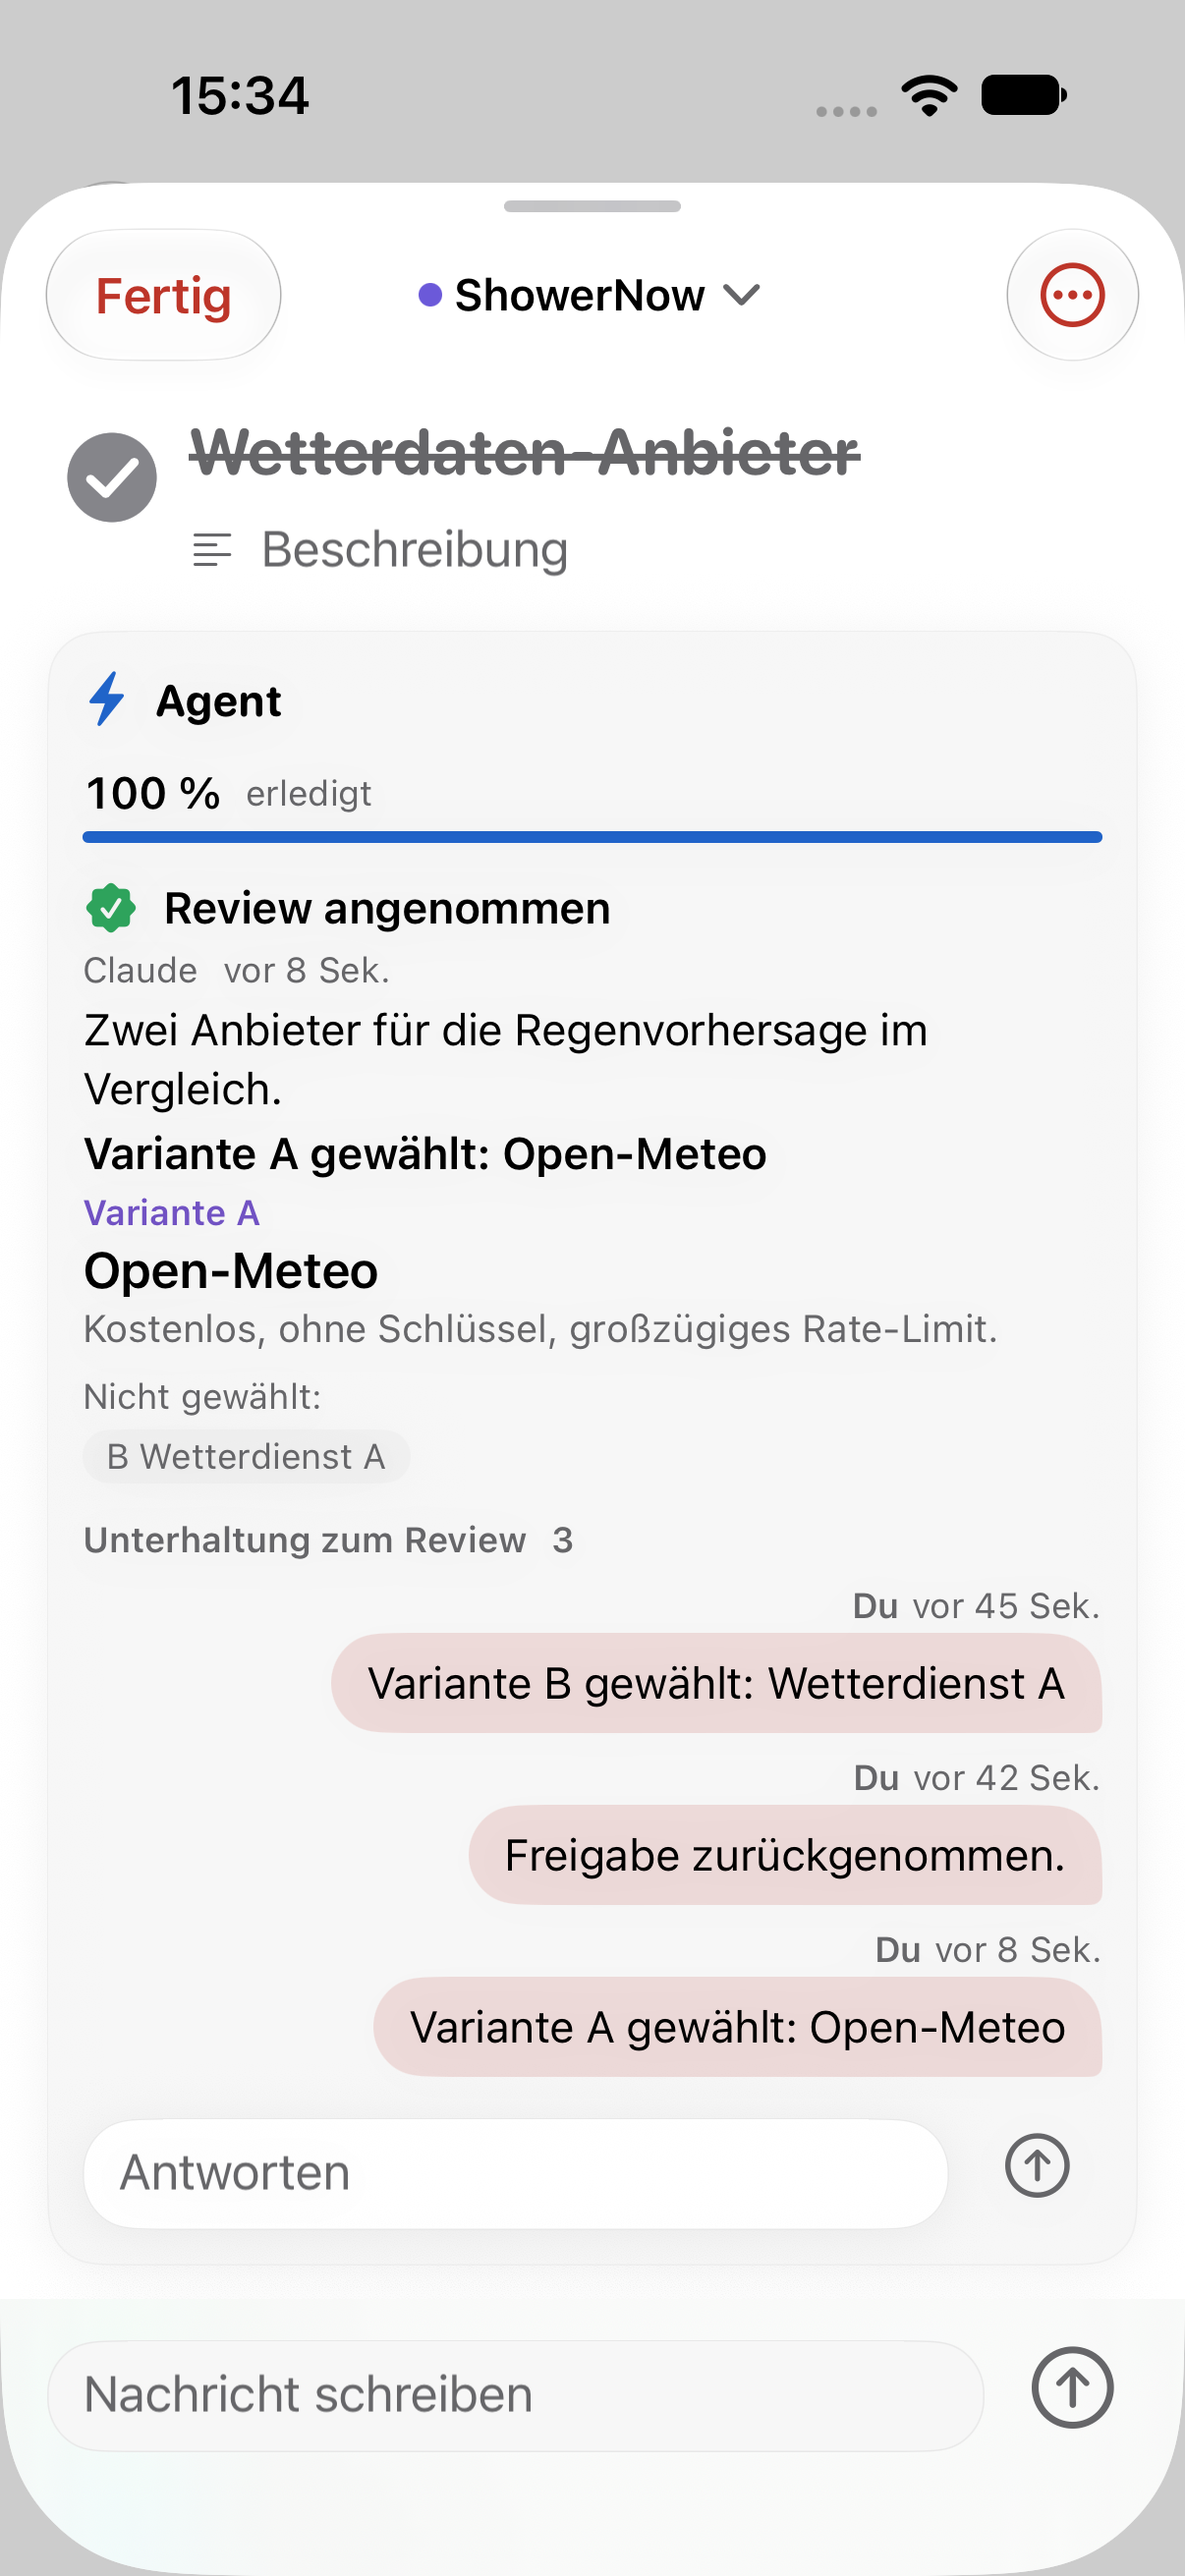 15:34
Fertig
ShowerNow
Wetterdaten-Anbieter
Beschreibung
Agent
100 % erledigt
Review angenommen
Claude vor 8 Sek.
Zwei Anbieter für die Regenvorhersage im
Vergleich.
Variante A gewählt: Open-Meteo
Variante A
Open-Meteo
Kostenlos, ohne Schlüssel, großzügiges Rate-Limit.
Nicht gewählt:
B Wetterdienst A
Unterhaltung zum Review 3
Du vor 45 Sek.
Variante B gewählt: Wetterdienst A
Du vor 42 Sek.
Freigabe zurückgenommen.
Du vor 8 Sek.
Variante A gewählt: Open-Meteo
Antworten
Nachricht schreiben